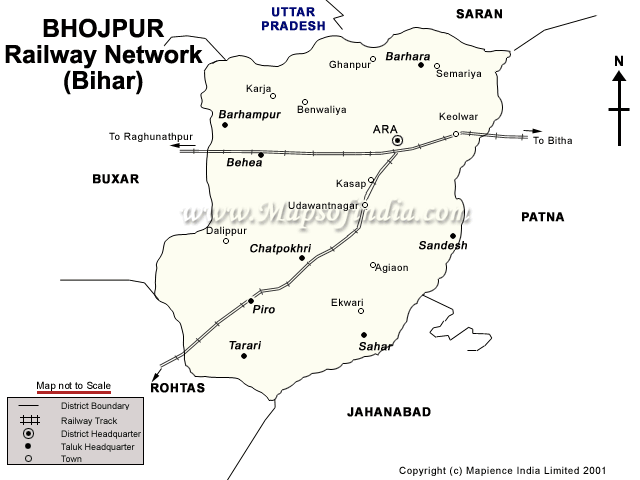 BHOJPUR
Railway Network
(Bihar)
UTTAR
PRADESH
SARAN
N
Ghanpur
Barhara
Semariya
Karja
Benwaliya
Barhampur
ARA
Keolwar
To Raghunathpur
To Bitha
Behea
BUXAR
Kasap
Udawantnagar
www.Mapsofindia.com
PATNA
Dalippur
Chatpokhri
Sandesh
Agiaon
Piro
Ekwari
Tarari
Sahar
ROHTAS
JAHANABAD
Map not to Scale
District Boundary
Railway Track
District Headquarter
Taluk Headquarter
Town
Copyright (c) Mapience India Limited 2001